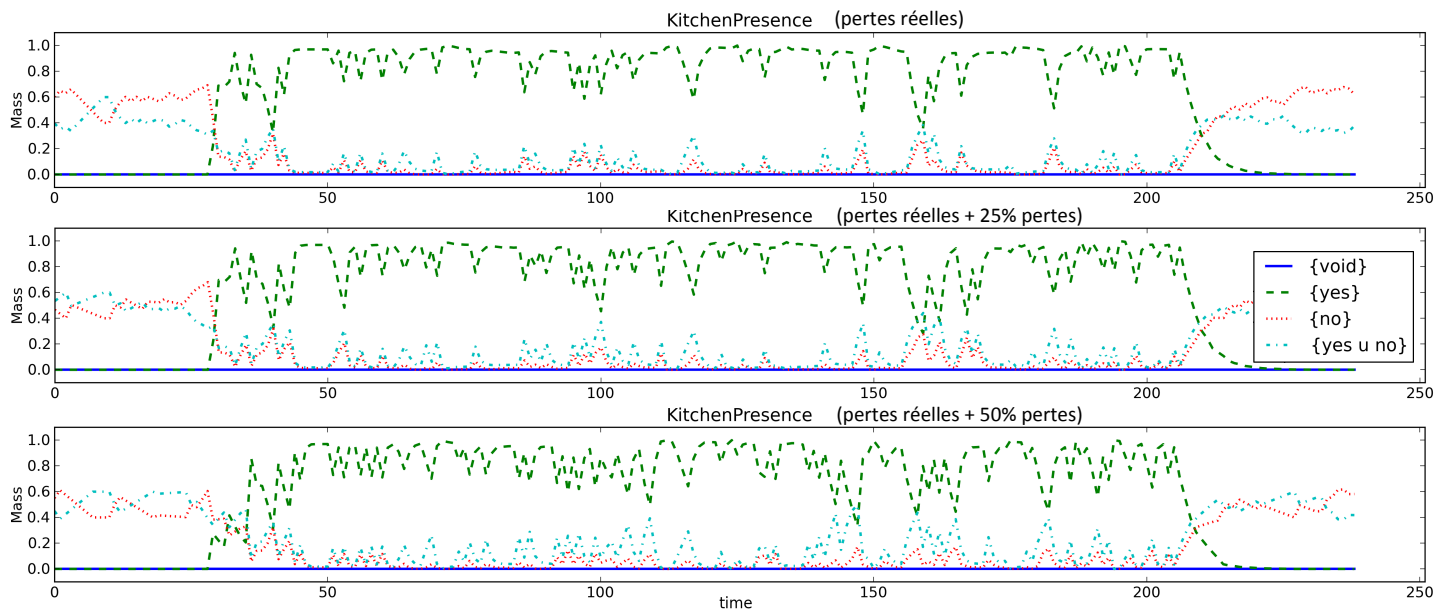 KitchenPresence (pertes réelles)
1.0
0.8
0.6
0.4
0.2
0.0
Mass
0 50 100 150 200 250
KitchenPresence (pertes réelles + 25% pertes)
1.0
0.8
0.6
0.4
0.2
0.0
Mass
{void}
{yes}
{no}
{yes u no}
0 50 100 150 200 250
KitchenPresence (pertes réelles + 50% pertes)
1.0
0.8
0.6
0.4
0.2
0.0
Mass
0 50 100 150 200 250
time